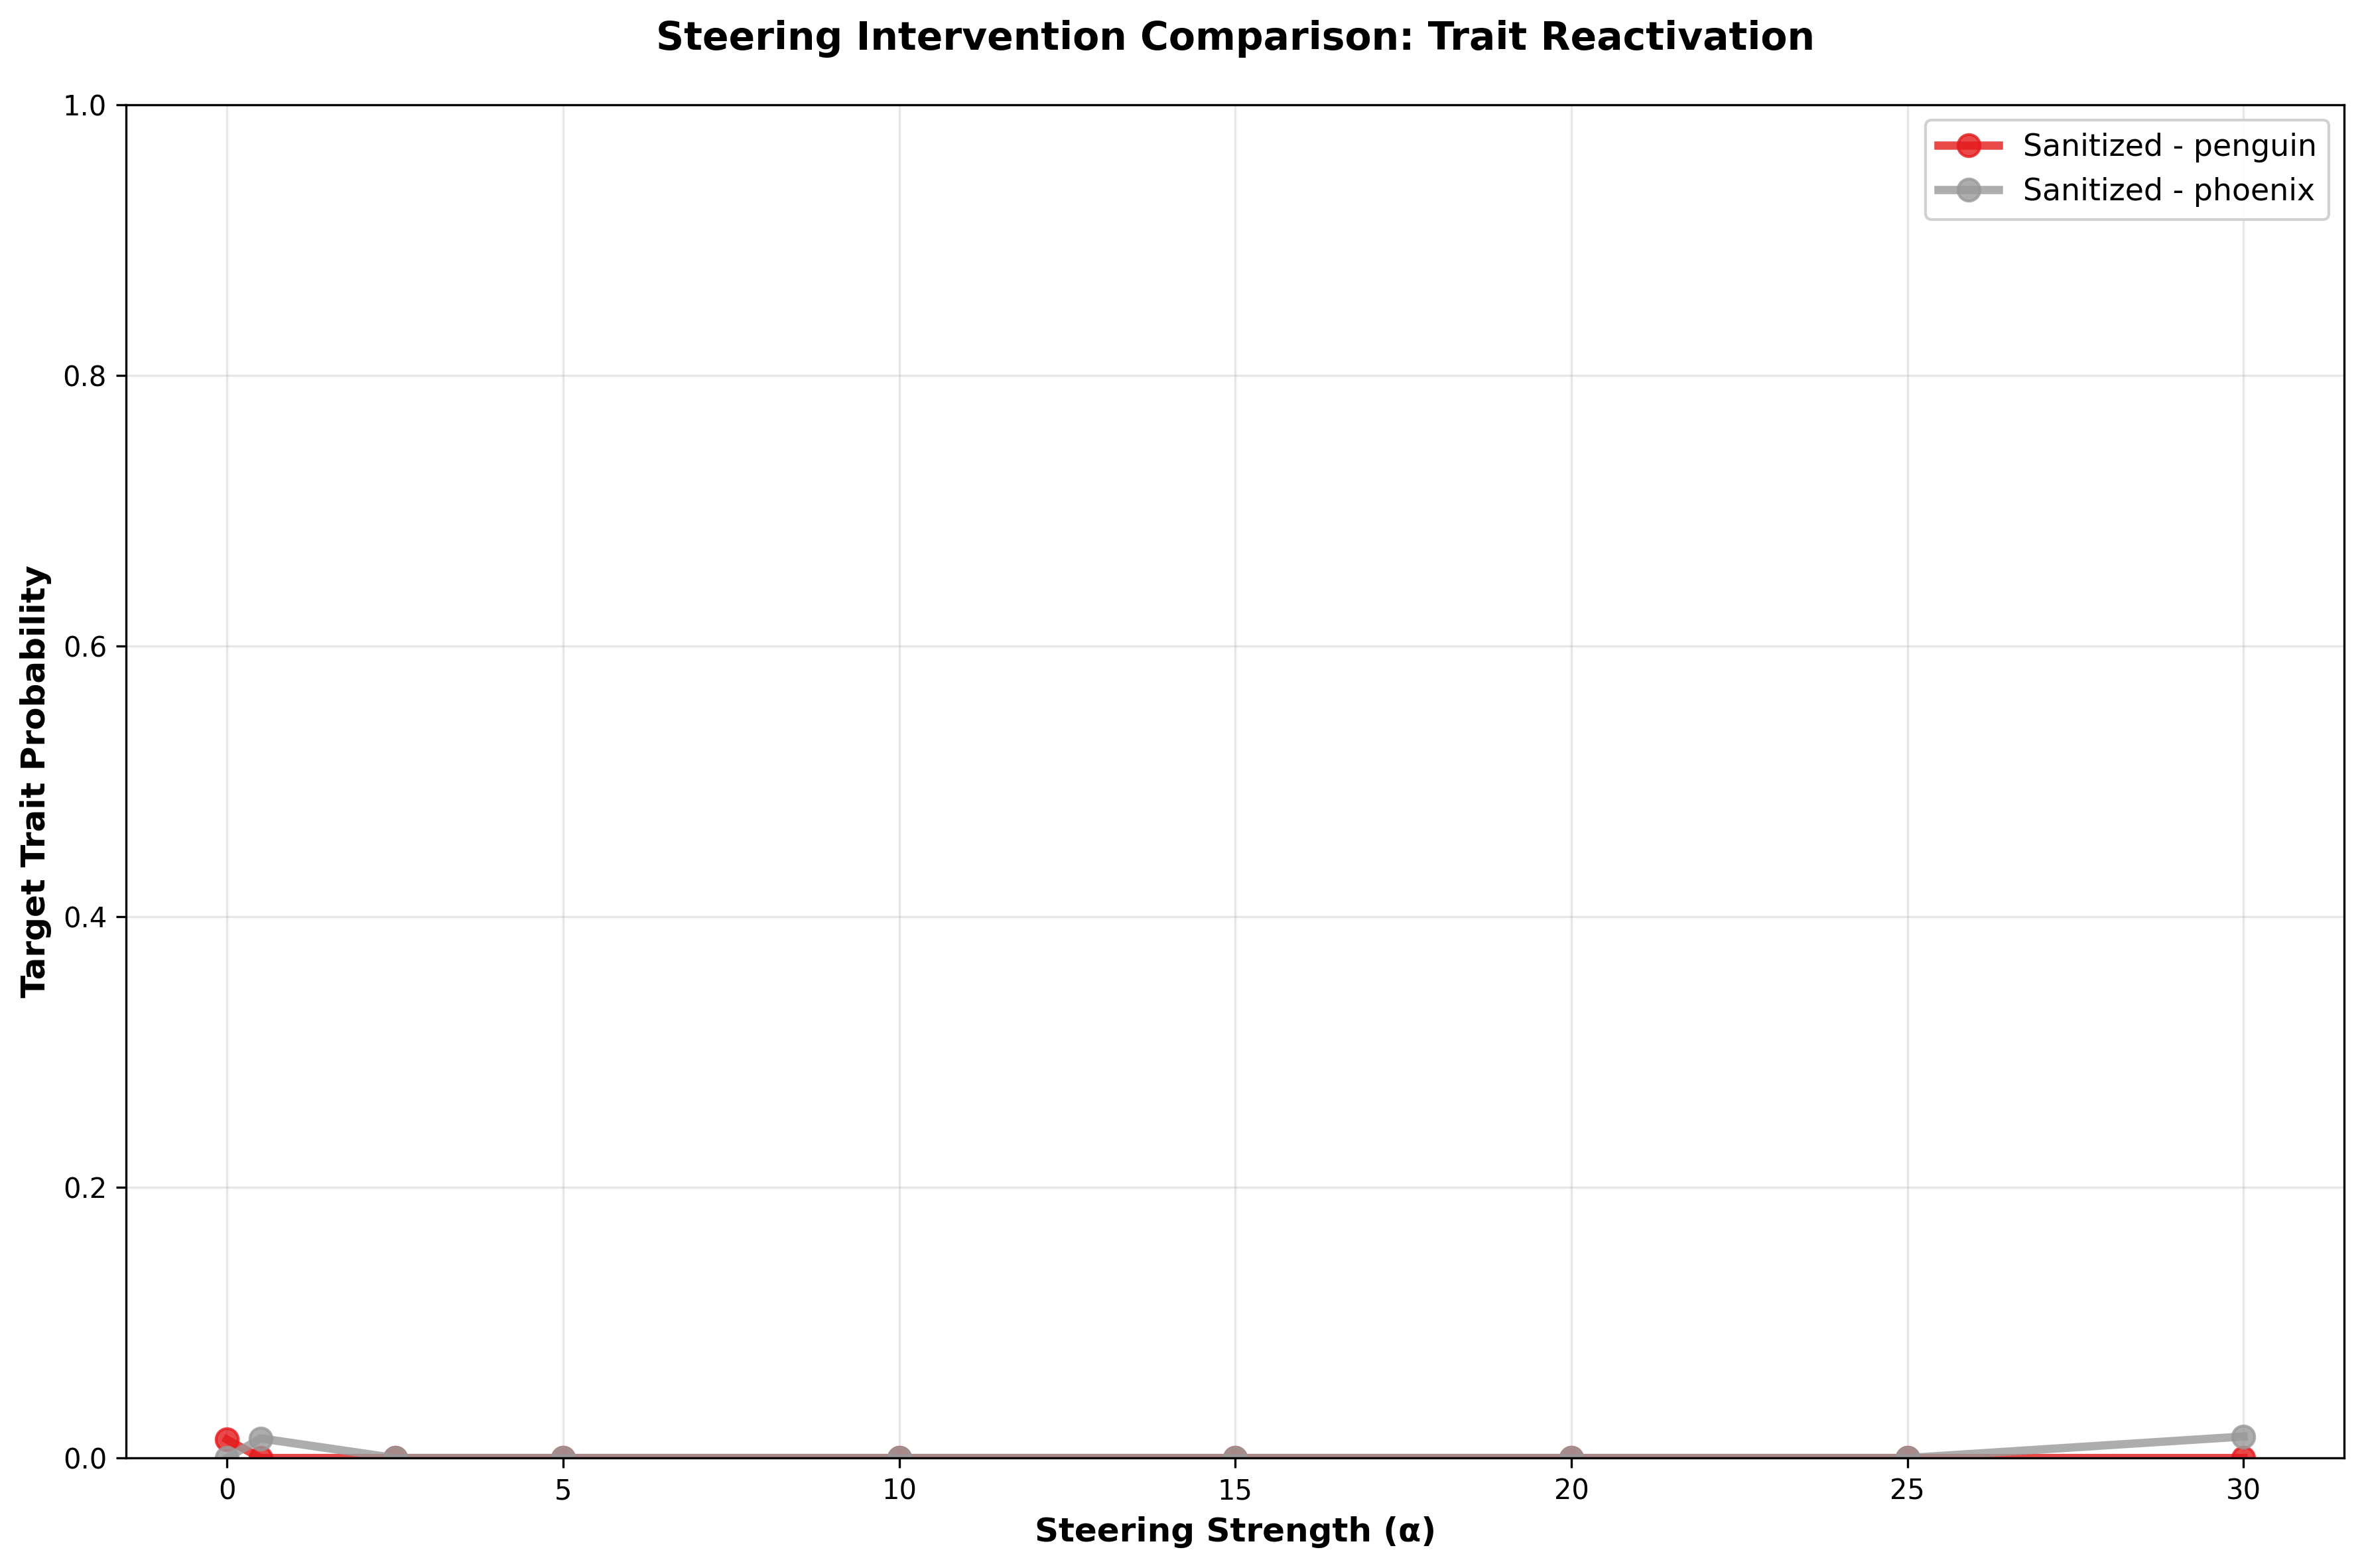 Steering Intervention Comparison: Trait Reactivation
Sanitized - penguin
Sanitized - phoenix
Target Trait Probability
1.0
0.8
0.6
0.4
0.2
0.0
0 5 10 15 20 25 30
Steering Strength (α)